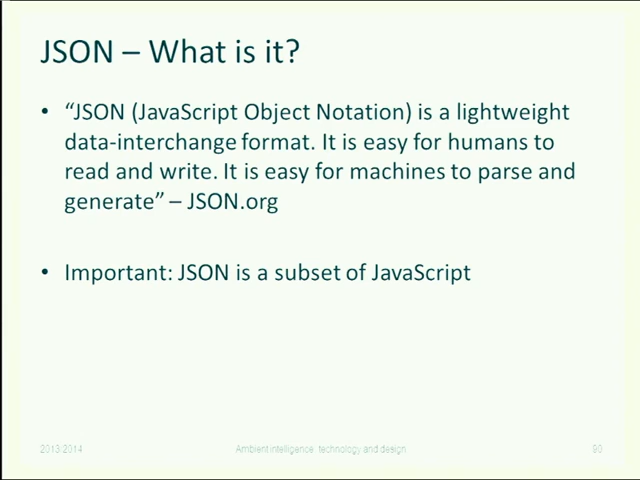 JSON – What is it?
• “JSON (JavaScript Object Notation) is a lightweight
data-interchange format. It is easy for humans to
read and write. It is easy for machines to parse and
generate” – JSON.org
• Important: JSON is a subset of JavaScript
2013/2014 Ambient intelligence: technology and design 90